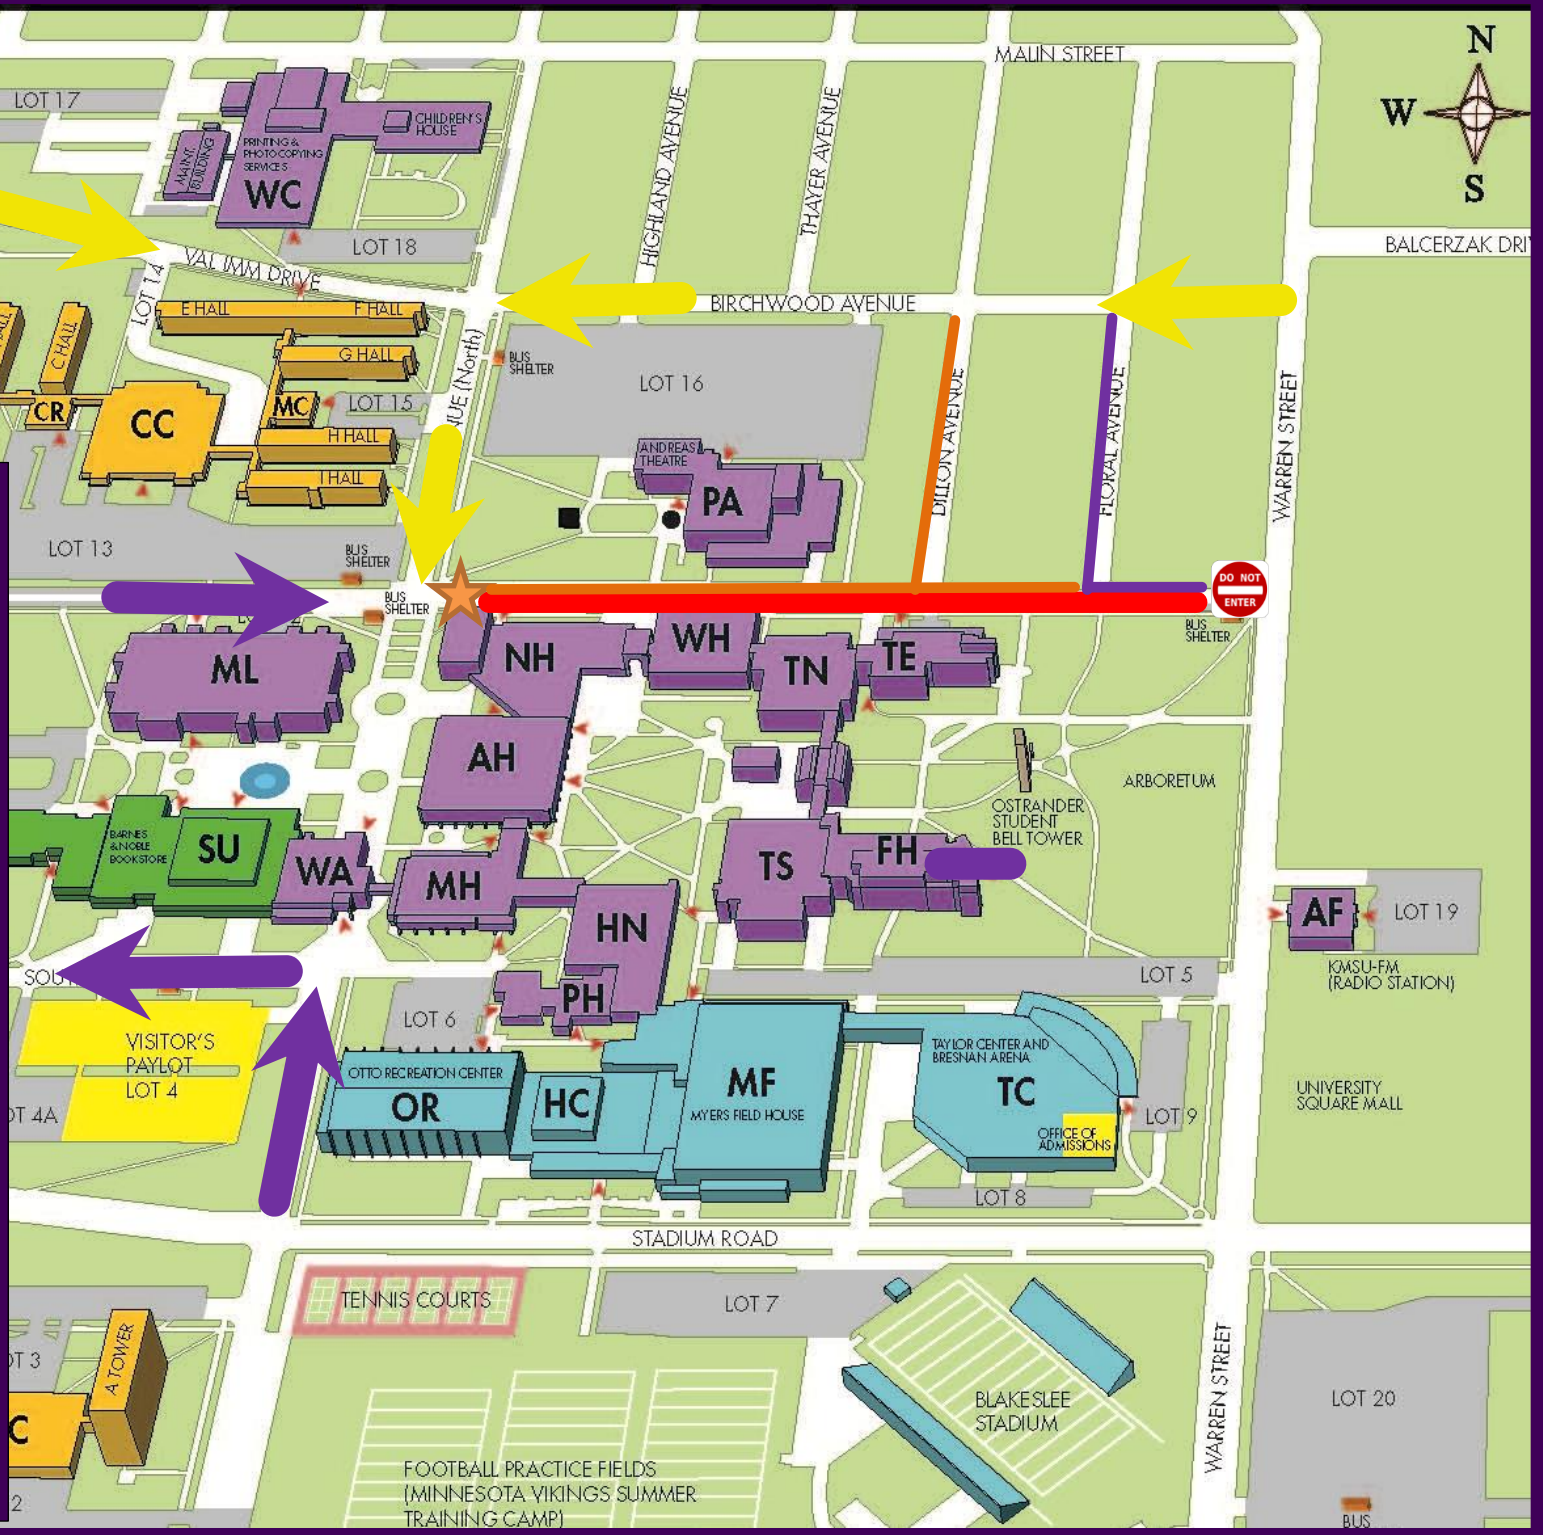 N
MALIN STREET
LOT 17
CHILDREN'S
HOUSE
W
PRINTING &
PHOTO COPYING
SERVICES
MAINT.
BUILDING
WC
HIGHLAND AVENUE
THAYER AVENUE
S
LOT 18
BALCERZAK DRI
VAL IMM DRIVE
LOT 14
E HALL
F HALL
BIRCHWOOD AVENUE
C HALL
G HALL
BUS
SHELTER
LOT 16
NUE (North)
CR
CC
MC
LOT 15
H HALL
I HALL
DILLON AVENUE
FLORAL AVENUE
WARREN STREET
ANDREAS
THEATRE
PA
LOT 13
BUS
SHELTER
BUS
SHELTER
DO NOT
ENTER
BUS
SHELTER
ML
NH
WH
TN
TE
AH
ARBORETUM
OSTRANDER
STUDENT
BELL TOWER
BARNES
& NOBLE
BOOKSTORE
SU
WA
MH
TS
FH
HN
AF
LOT 19
KMSU-FM
(RADIO STATION)
SOU
LOT 5
PH
LOT 6
VISITOR'S
PAYLOT
LOT 4
OT 4A
OTTO RECREATION CENTER
OR
HC
MF
MYERS FIELD HOUSE
TAYLOR CENTER AND
BRESNAN ARENA
TC
OFFICE OF
ADMISSIONS
LOT 9
UNIVERSITY
SQUARE MALL
LOT 8
STADIUM ROAD
TENNIS COURTS
LOT 7
OT 3
A TOWER
C
WARREN STREET
BLAKESLEE
STADIUM
LOT 20
FOOTBALL PRACTICE FIELDS
(MINNESOTA VIKINGS SUMMER
TRAINING CAMP)
2
BUS